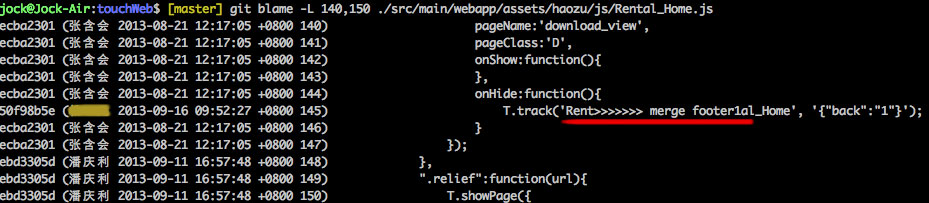 jock@Jock-Air:touchWeb$ [master] git blame -L 140,150 ./src/main/webapp/assets/haozu/js/Rental_Home.js
ecba2301 (张含会 2013-08-21 12:17:05 +0800 140) pageName:'download_view',
ecba2301 (张含会 2013-08-21 12:17:05 +0800 141) pageClass:'D',
ecba2301 (张含会 2013-08-21 12:17:05 +0800 142) onShow:function(){
ecba2301 (张含会 2013-08-21 12:17:05 +0800 143) },
ecba2301 (张含会 2013-08-21 12:17:05 +0800 144) onHide:function(){
50f98b5e ( 2013-09-16 09:52:27 +0800 145) T.track('Rent>>>>>>> merge footer1al_Home', '{"back":"1"}');
ecba2301 (张含会 2013-08-21 12:17:05 +0800 146) }
ecba2301 (张含会 2013-08-21 12:17:05 +0800 147) });
ebd3305d (潘庆利 2013-09-11 16:57:48 +0800 148) },
ebd3305d (潘庆利 2013-09-11 16:57:48 +0800 149) ".relief":function(url){
ebd3305d (潘庆利 2013-09-11 16:57:48 +0800 150) T.showPage({